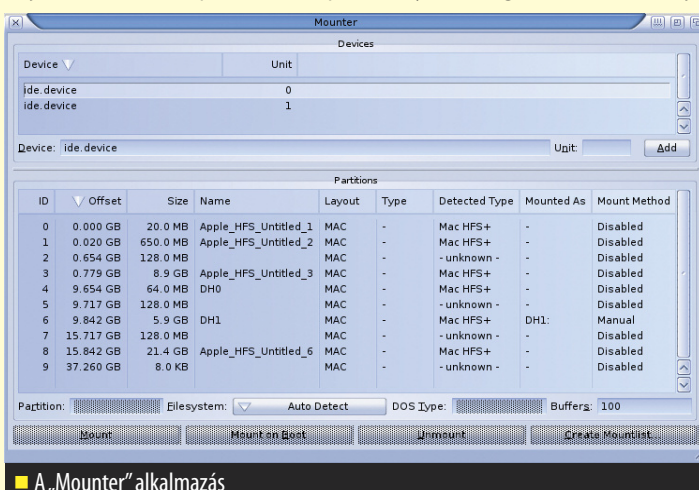 Mounter
Devices
Device Unit
ide.device 0
ide.device 1
Device: ide.device Unit: Add
Partitions
ID Offset Size Name Layout Type Detected Type Mounted As Mount Method
0 0.000 GB 20.0 MB Apple_HFS_Untitled_1 MAC - Mac HFS+ - Disabled
1 0.020 GB 650.0 MB Apple_HFS_Untitled_2 MAC - Mac HFS+ - Disabled
2 0.654 GB 128.0 MB MAC - - unknown - - Disabled
3 0.779 GB 8.9 GB Apple_HFS_Untitled_3 MAC - Mac HFS+ - Disabled
4 9.654 GB 64.0 MB DH0 MAC - Mac HFS+ - Disabled
5 9.717 GB 128.0 MB MAC - - unknown - - Disabled
6 9.842 GB 5.9 GB DH1 MAC - Mac HFS+ DH1: Manual
7 15.717 GB 128.0 MB MAC - - unknown - - Disabled
8 15.842 GB 21.4 GB Apple_HFS_Untitled_6 MAC - Mac HFS+ - Disabled
9 37.260 GB 8.0 KB MAC - - unknown - - Disabled
Partition: Filesystem: Auto Detect DOS Type: Buffers: 100
Mount Mount on Boot Unmount Create Mountlist...
A „Mounter” alkalmazás